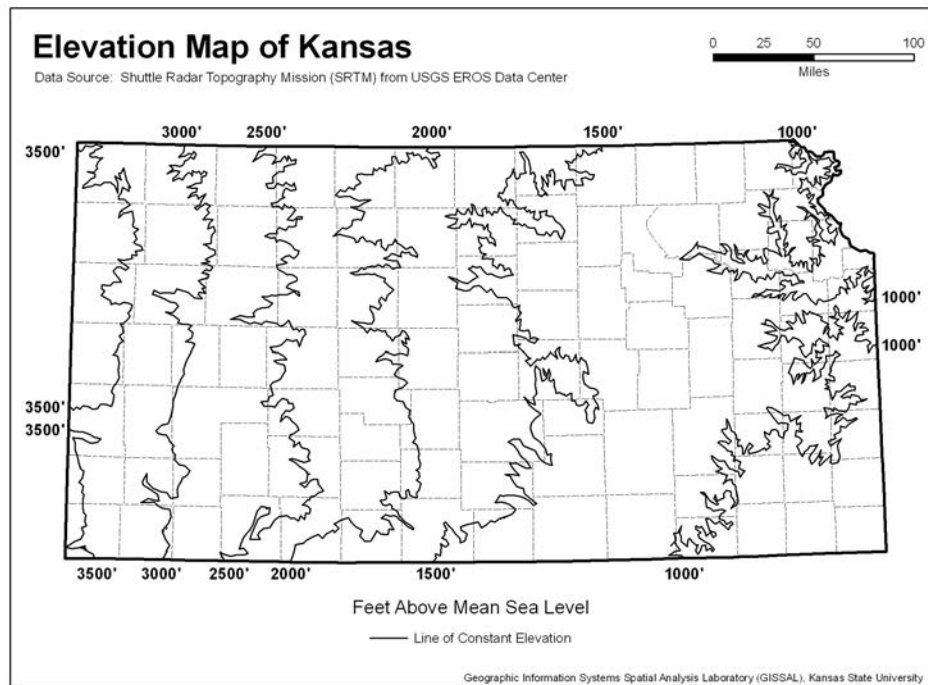 Elevation Map of Kansas
Data Source: Shuttle Radar Topography Mission (SRTM) from USGS EROS Data Center
0 25 50 100
Miles
3500' 3000' 2500' 2000' 1500' 1000'
1000'
1000'
3500'
3500'
3500' 3000' 2500' 2000' 1500' 1000'
Feet Above Mean Sea Level
Line of Constant Elevation
Geographic Information Systems Spatial Analysis Laboratory (GISSAL), Kansas State University